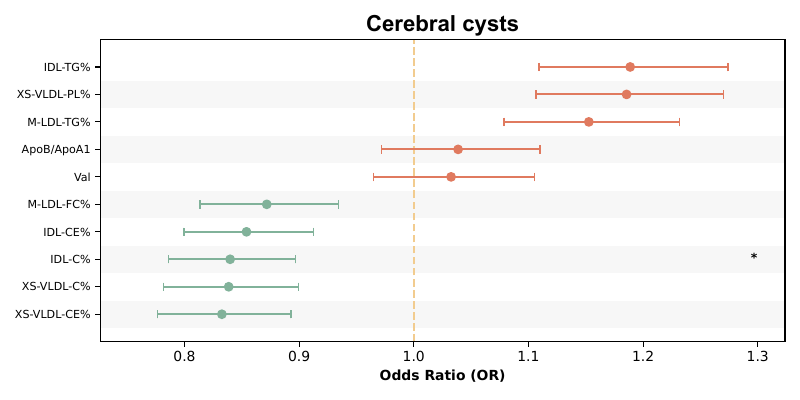 Cerebral cysts
IDL-TG%
XS-VLDL-PL%
M-LDL-TG%
ApoB/ApoA1
Val
M-LDL-FC%
IDL-CE%
IDL-C%
*
XS-VLDL-C%
XS-VLDL-CE%
0.8 0.9 1.0 1.1 1.2 1.3
Odds Ratio (OR)